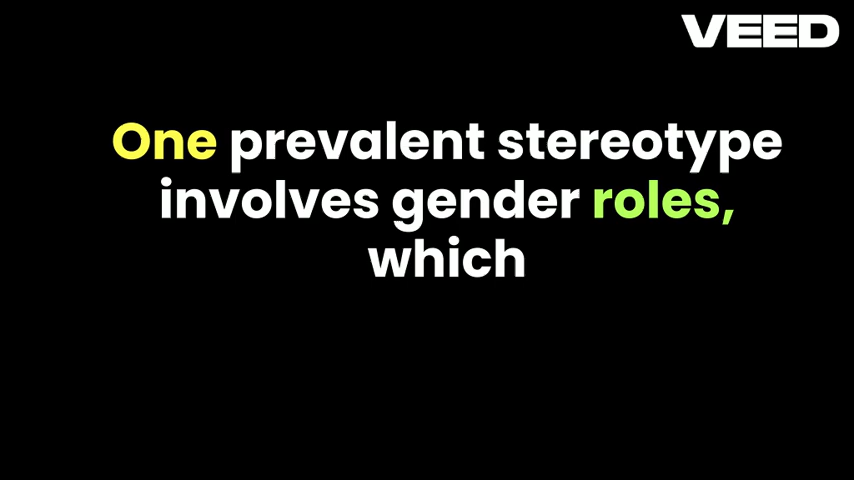 VEED
One prevalent stereotype
involves gender roles,
which